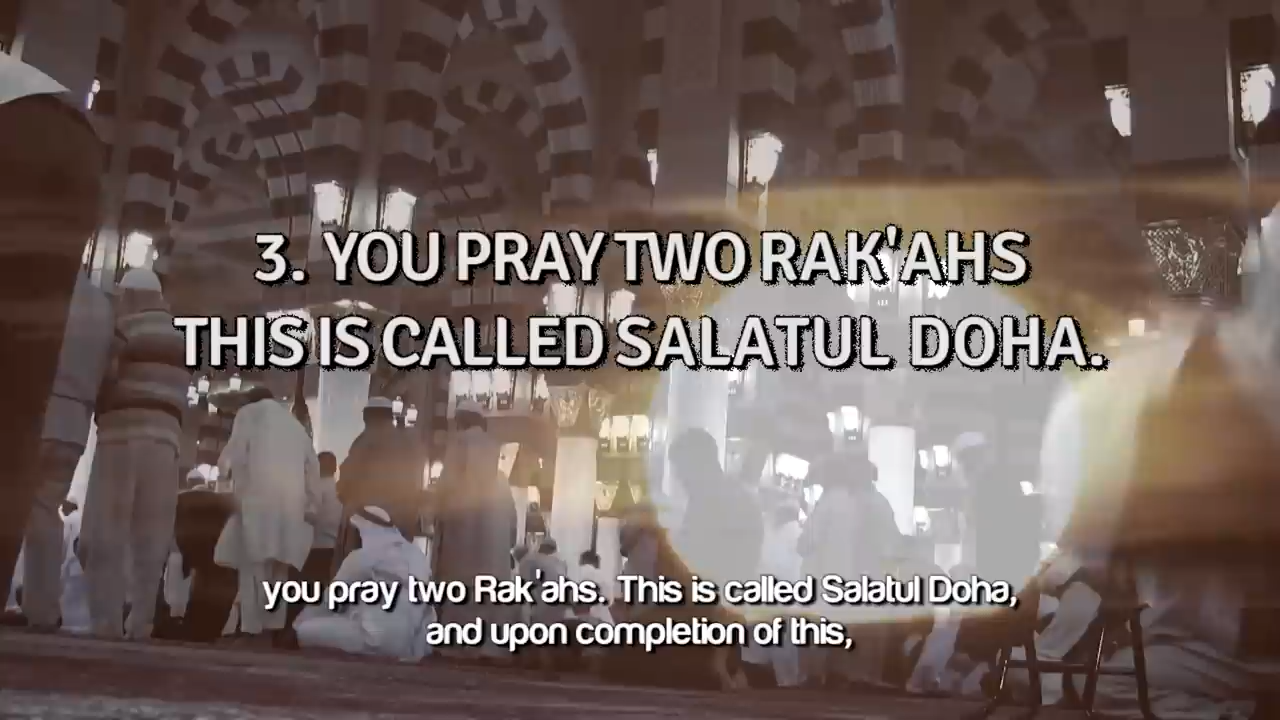 3. YOU PRAY TWO RAK'AHS
THIS IS CALLED SALATUL DOHA.
you pray two Rak'ahs. This is called Salatul Doha,
and upon completion of this,